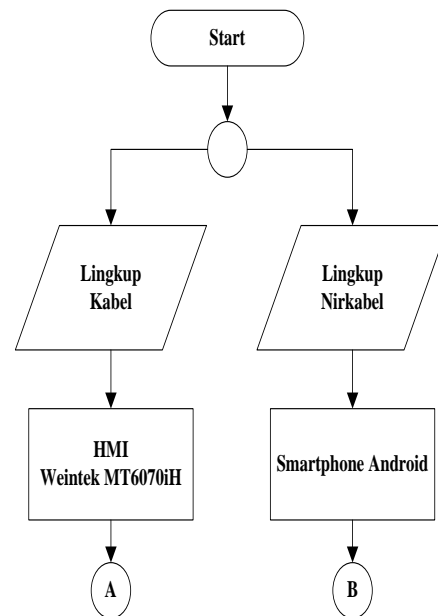 Start
Lingkup
Kabel
Lingkup
Nirkabel
HMI
Weintek MT6070iH
Smartphone Android
A
B